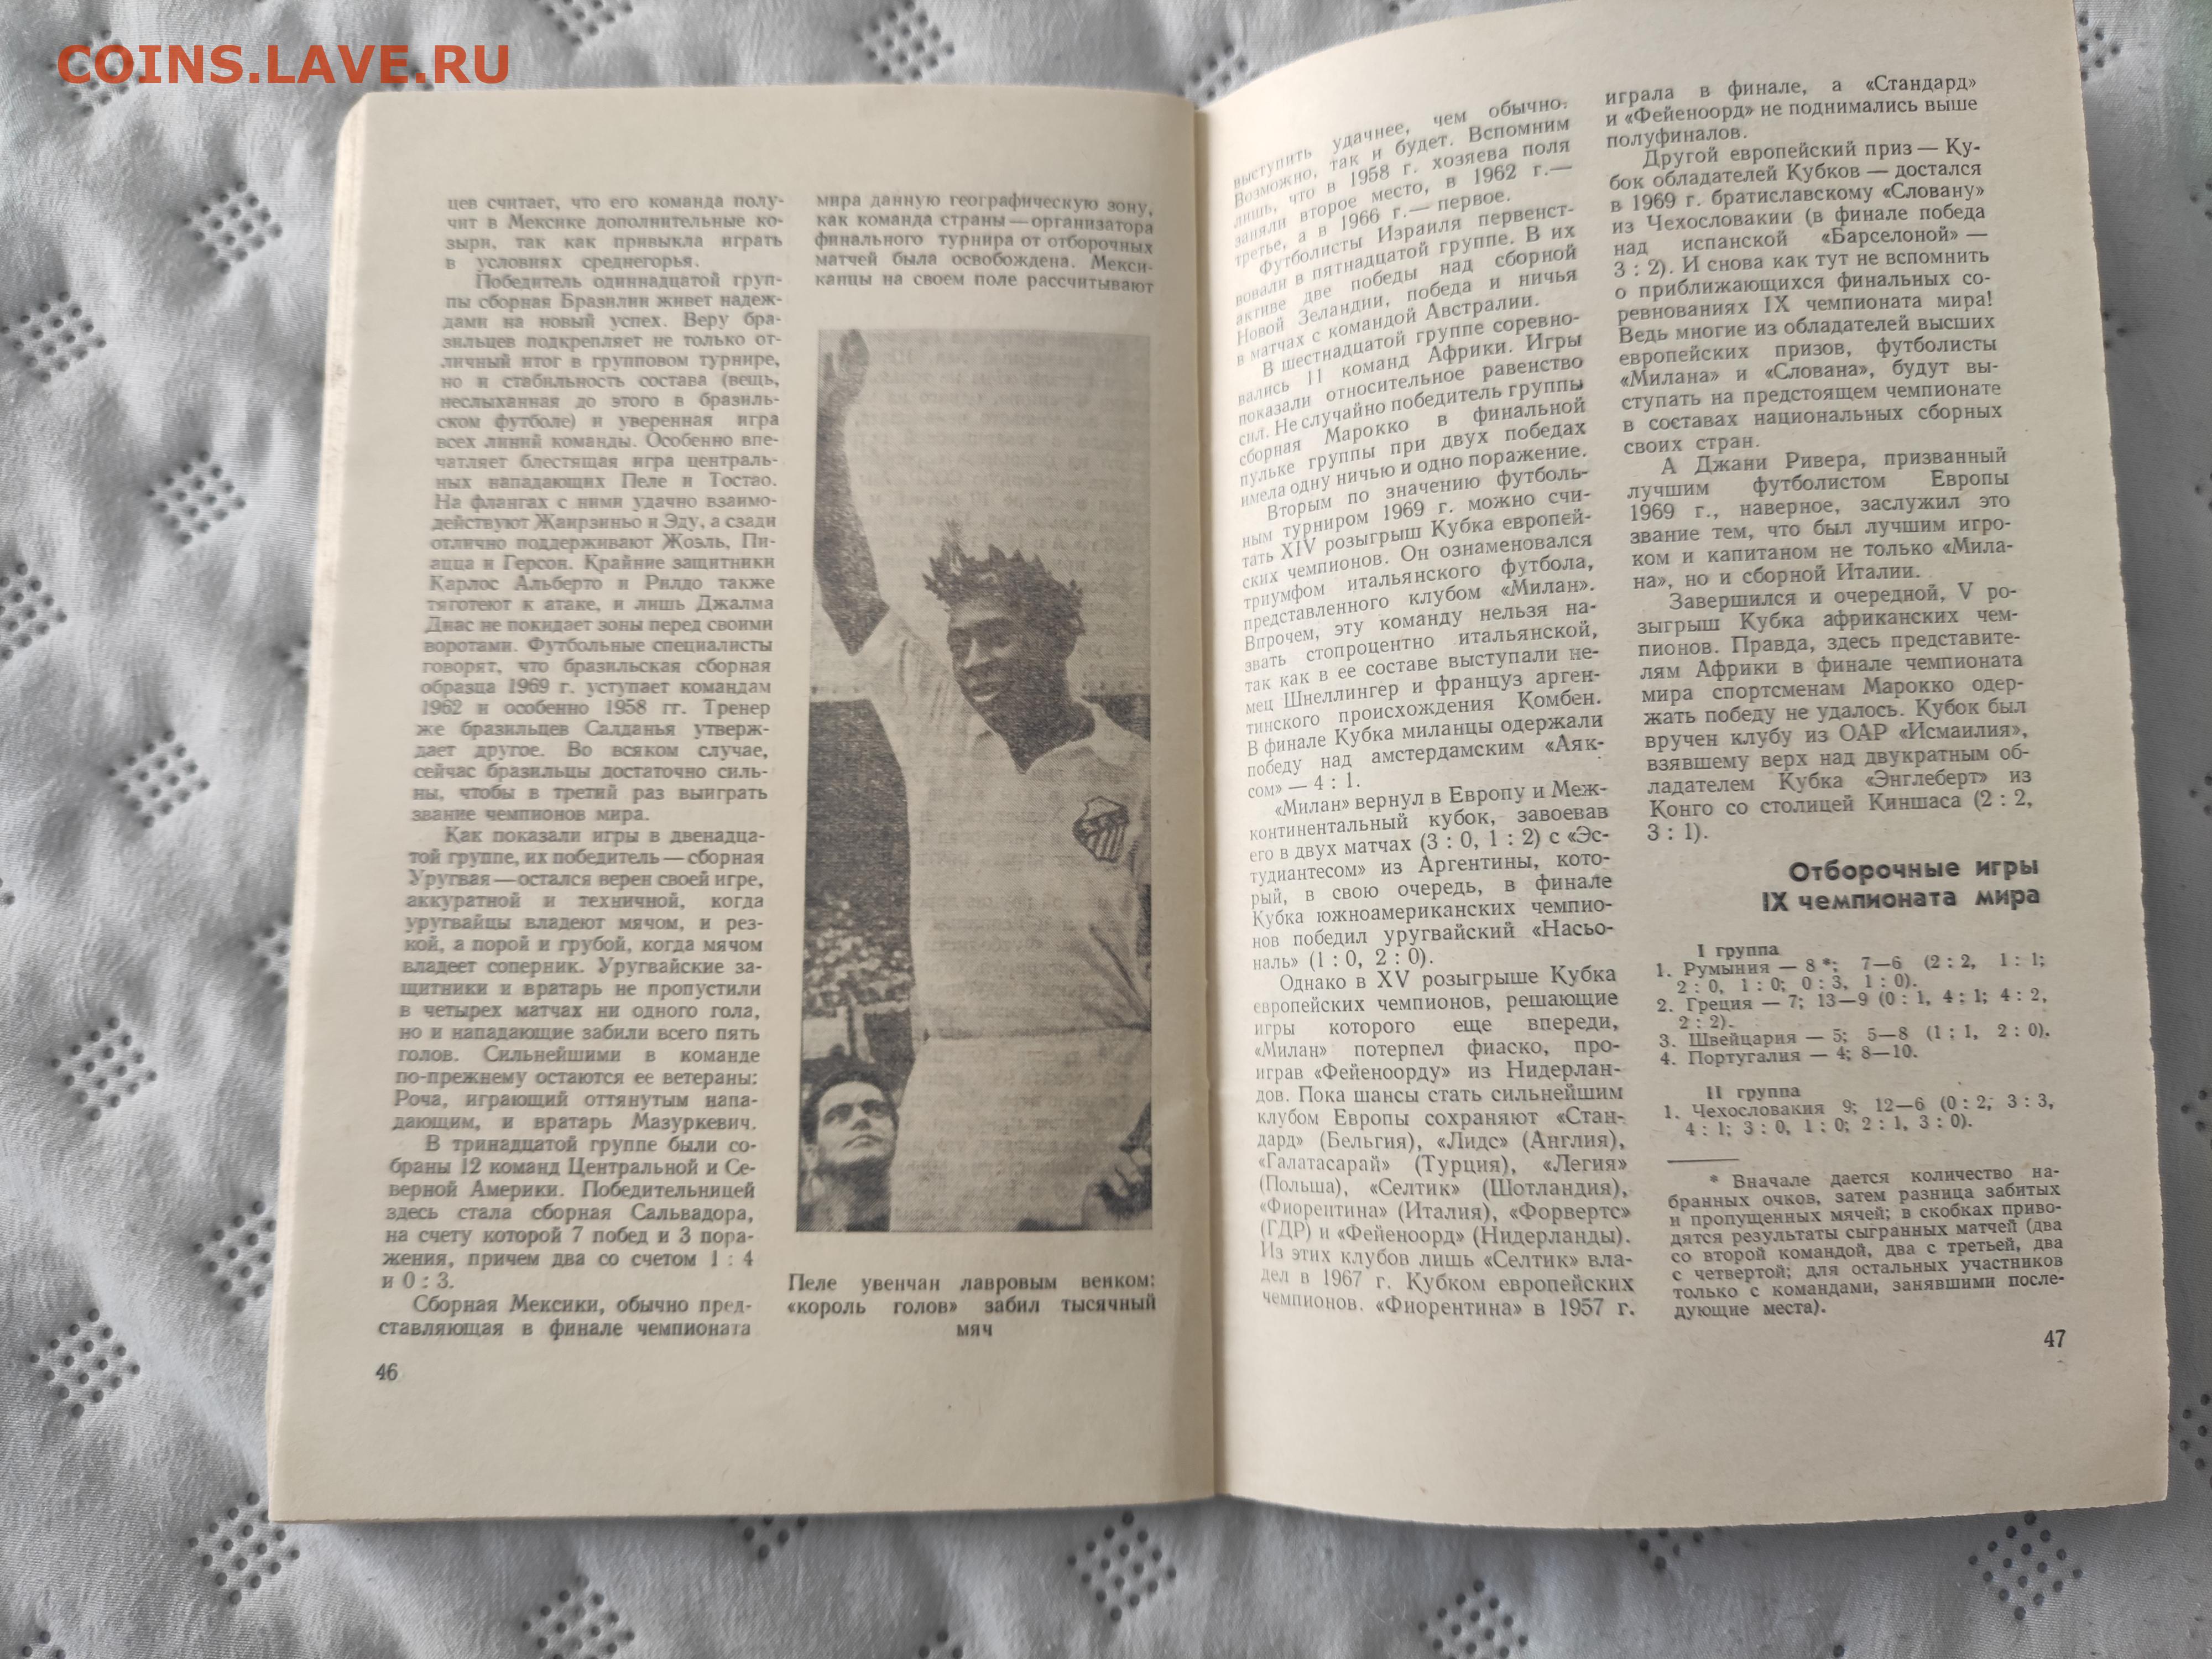 COINS.LAVE.RU
цев считает, что его команда полу-
чит в Мексике дополнительные ко-
зыри, так как привыкла играть
в условиях среднегорья.
Победитель одиннадцатой груп-
пы сборная Бразилии живет надеж-
дами на новый успех. Веру бра-
зильцев подкрепляет не только от-
личный итог в групповом турнире,
но и стабильность состава (вещь,
неслыханная до этого в бразиль-
ском футболе) и уверенная игра
всех линий команды. Особенно впе-
чатляет блестящая игра централь-
ных нападающих Пеле и Тостао.
На флангах с ними удачно взаимо-
действуют Жаирзиньо и Эду, а сзади
отлично поддерживают Жоэль, Пи-
ацца и Герсон. Крайние защитники
Карлос Альберто и Рилдо также
тяготеют к атаке, и лишь Джалма
Диас не покидает зоны перед своими
воротами. Футбольные специалисты
говорят, что бразильская сборная
образца 1969 г. уступает командам
1962 и особенно 1958 гг. Тренер
же бразильцев Салданья утверж-
дает другое. Во всяком случае,
сейчас бразильцы достаточно силь-
ны, чтобы в третий раз выиграть
звание чемпионов мира.
Как показали игры в двенадца-
той группе, их победитель — сборная
Уругвая — остался верен своей игре,
аккуратной и техничной, когда
уругвайцы владеют мячом, и рез-
кой, а порой и грубой, когда мячом
владеет соперник. Уругвайские за-
щитники и вратарь не пропустили
в четырех матчах ни одного гола,
но и нападающие забили всего пять
голов. Сильнейшими в команде
по-прежнему остаются ее ветераны:
Роча, играющий оттянутым напа-
дающим, и вратарь Мазуркевич.
В тринадцатой группе были со-
браны 12 команд Центральной и Се-
верной Америки. Победительницей
здесь стала сборная Сальвадора,
на счету которой 7 побед и 3 пора-
жения, причем два со счетом 1 : 4
и 0 : 3.
Сборная Мексики, обычно пред-
ставляющая в финале чемпионата
46
мира данную географическую зону,
как команда страны — организатора
финального турнира от отборочных
матчей была освобождена. Мекси-
канцы на своем поле рассчитывают
Пеле увенчан лавровым венком:
«король голов» забил тысячный
мяч
выступить удачнее, чем обычно.
Возможно, так и будет. Вспомним
лишь, что в 1958 г. хозяева поля
заняли второе место, в 1962 г.—
третье, а в 1966 г.— первое.
Футболисты Израиля первенст-
вовали в пятнадцатой группе. В их
активе две победы над сборной
Новой Зеландии, победа и ничья
в матчах с командой Австралии.
В шестнадцатой группе соревно-
вались 11 команд Африки. Игры
показали относительное равенство
сил. Не случайно победитель группы
сборная Марокко в финальной
пульке группы при двух победах
имела одну ничью и одно поражение.
Вторым по значению футболь-
ным турниром 1969 г. можно счи-
тать XIV розыгрыш Кубка европей-
ских чемпионов. Он ознаменовался
триумфом итальянского футбола,
представленного клубом «Милан».
Впрочем, эту команду нельзя на-
звать стопроцентно итальянской,
так как в ее составе выступали не-
мец Шнеллингер и француз арген-
тинского происхождения Комбен.
В финале Кубка миланцы одержали
победу над амстердамским «Аяк-
сом» — 4 : 1.
«Милан» вернул в Европу и Меж-
континентальный кубок, завоевав
его в двух матчах (3 : 0, 1 : 2) с «Эс-
тудиантесом» из Аргентины, кото-
рый, в свою очередь, в финале
Кубка южноамериканских чемпио-
нов победил уругвайский «Насьо-
наль» (1 : 0, 2 : 0).
Однако в XV розыгрыше Кубка
европейских чемпионов, решающие
игры которого еще впереди,
«Милан» потерпел фиаско, про-
играв «Фейеноорду» из Нидерлан-
дов. Пока шансы стать сильнейшим
клубом Европы сохраняют «Стан-
дард» (Бельгия), «Лидс» (Англия),
«Галатасарай» (Турция), «Легия»
(Польша), «Селтик» (Шотландия),
«Фиорентина» (Италия), «Форвертс»
(ГДР) и «Фейеноорд» (Нидерланды).
Из этих клубов лишь «Селтик» вла-
дел в 1967 г. Кубком европейских
чемпионов. «Фиорентина» в 1957 г.
играла в финале, а «Стандард»
и «Фейеноорд» не поднимались выше
полуфиналов.
Другой европейский приз — Ку-
бок обладателей Кубков — достался
в 1969 г. братиславскому «Словану»
из Чехословакии (в финале победа
над испанской «Барселоной» —
3 : 2). И снова как тут не вспомнить
о приближающихся финальных со-
ревнованиях IX чемпионата мира!
Ведь многие из обладателей высших
европейских призов, футболисты
«Милана» и «Слована», будут вы-
ступать на предстоящем чемпионате
в составах национальных сборных
своих стран.
А Джани Ривера, призванный
лучшим футболистом Европы
1969 г., наверное, заслужил это
звание тем, что был лучшим игро-
ком и капитаном не только «Мила-
на», но и сборной Италии.
Завершился и очередной, V ро-
зыгрыш Кубка африканских чем-
пионов. Правда, здесь представите-
лям Африки в финале чемпионата
мира спортсменам Марокко одер-
жать победу не удалось. Кубок был
вручен клубу из ОАР «Исмаилия»,
взявшему верх над двукратным об-
ладателем Кубка «Энглеберт» из
Конго со столицей Киншаса (2 : 2,
3 : 1).
Отборочные игры
IX чемпионата мира
I группа
1. Румыния — 8 *; 7—6 (2 : 2, 1 : 1;
2 : 0, 1 : 0; 0 : 3, 1 : 0).
2. Греция — 7; 13—9 (0 : 1, 4 : 1; 4 : 2,
2 : 2).
3. Швейцария — 5; 5—8 (1 : 1, 2 : 0).
4. Португалия — 4; 8—10.
II группа
1. Чехословакия 9; 12—6 (0 : 2; 3 : 3,
4 : 1; 3 : 0, 1 : 0; 2 : 1, 3 : 0).
* Вначале дается количество на-
бранных очков, затем разница забитых
и пропущенных мячей; в скобках приво-
дятся результаты сыгранных матчей (два
со второй командой, два с третьей, два
с четвертой; для остальных участников
только с командами, занявшими после-
дующие места).
47